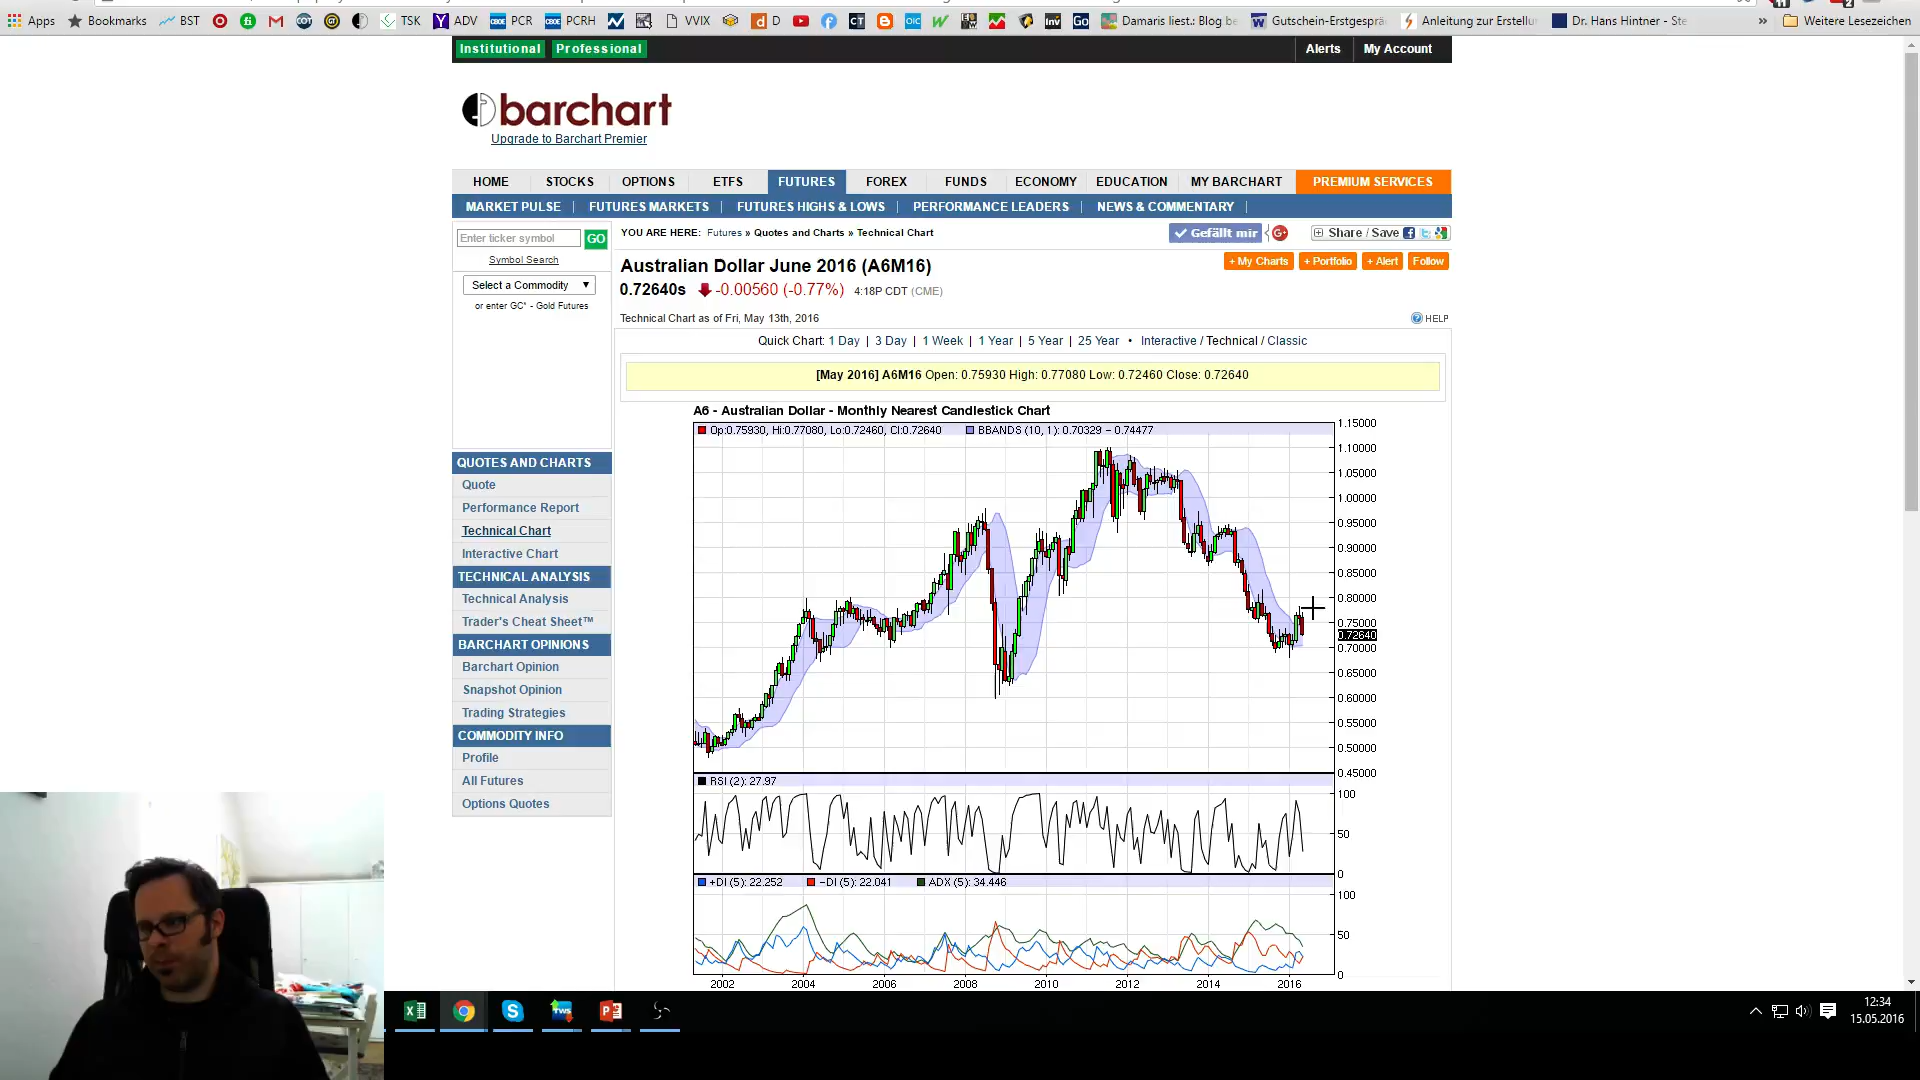 Apps Bookmarks BST TSK ADV PCR PCRH VVIX D Damaris liest.: Blog be Gutschein-Erstgesprä Anleitung zur Erstellu Dr. Hans Hintner - Ste » Weitere Lesezeichen
Institutional Professional Alerts My Account
barchart
Upgrade to Barchart Premier
HOME STOCKS OPTIONS ETFS FUTURES FOREX FUNDS ECONOMY EDUCATION MY BARCHART PREMIUM SERVICES
MARKET PULSE | FUTURES MARKETS | FUTURES HIGHS & LOWS | PERFORMANCE LEADERS | NEWS & COMMENTARY |
Enter ticker symbol GO
Symbol Search
Select a Commodity
or enter GC* - Gold Futures
YOU ARE HERE: Futures » Quotes and Charts » Technical Chart
Gefällt mir G+ Share / Save
Australian Dollar June 2016 (A6M16)
+ My Charts + Portfolio + Alert Follow
0.72640s -0.00560 (-0.77%) 4:18P CDT (CME)
Technical Chart as of Fri, May 13th, 2016
HELP
Quick Chart: 1 Day | 3 Day | 1 Week | 1 Year | 5 Year | 25 Year • Interactive / Technical / Classic
[May 2016] A6M16 Open: 0.75930 High: 0.77080 Low: 0.72460 Close: 0.72640
A6 - Australian Dollar - Monthly Nearest Candlestick Chart
Op:0.75930, Hi:0.77080, Lo:0.72460, Cl:0.72640 BBANDS (10, 1): 0.70329 - 0.74477
1.15000
1.10000
1.05000
1.00000
0.95000
0.90000
0.85000
0.80000
0.75000
0.72640
0.70000
0.65000
0.60000
0.55000
0.50000
0.45000
RSI (2): 27.97
100
50
0
+DI (5): 22.252 -DI (5): 22.041 ADX (5): 34.446
100
50
0
2002 2004 2006 2008 2010 2012 2014 2016
QUOTES AND CHARTS
Quote
Performance Report
Technical Chart
Interactive Chart
TECHNICAL ANALYSIS
Technical Analysis
Trader's Cheat Sheet™
BARCHART OPINIONS
Barchart Opinion
Snapshot Opinion
Trading Strategies
COMMODITY INFO
Profile
All Futures
Options Quotes
12:34
15.05.2016